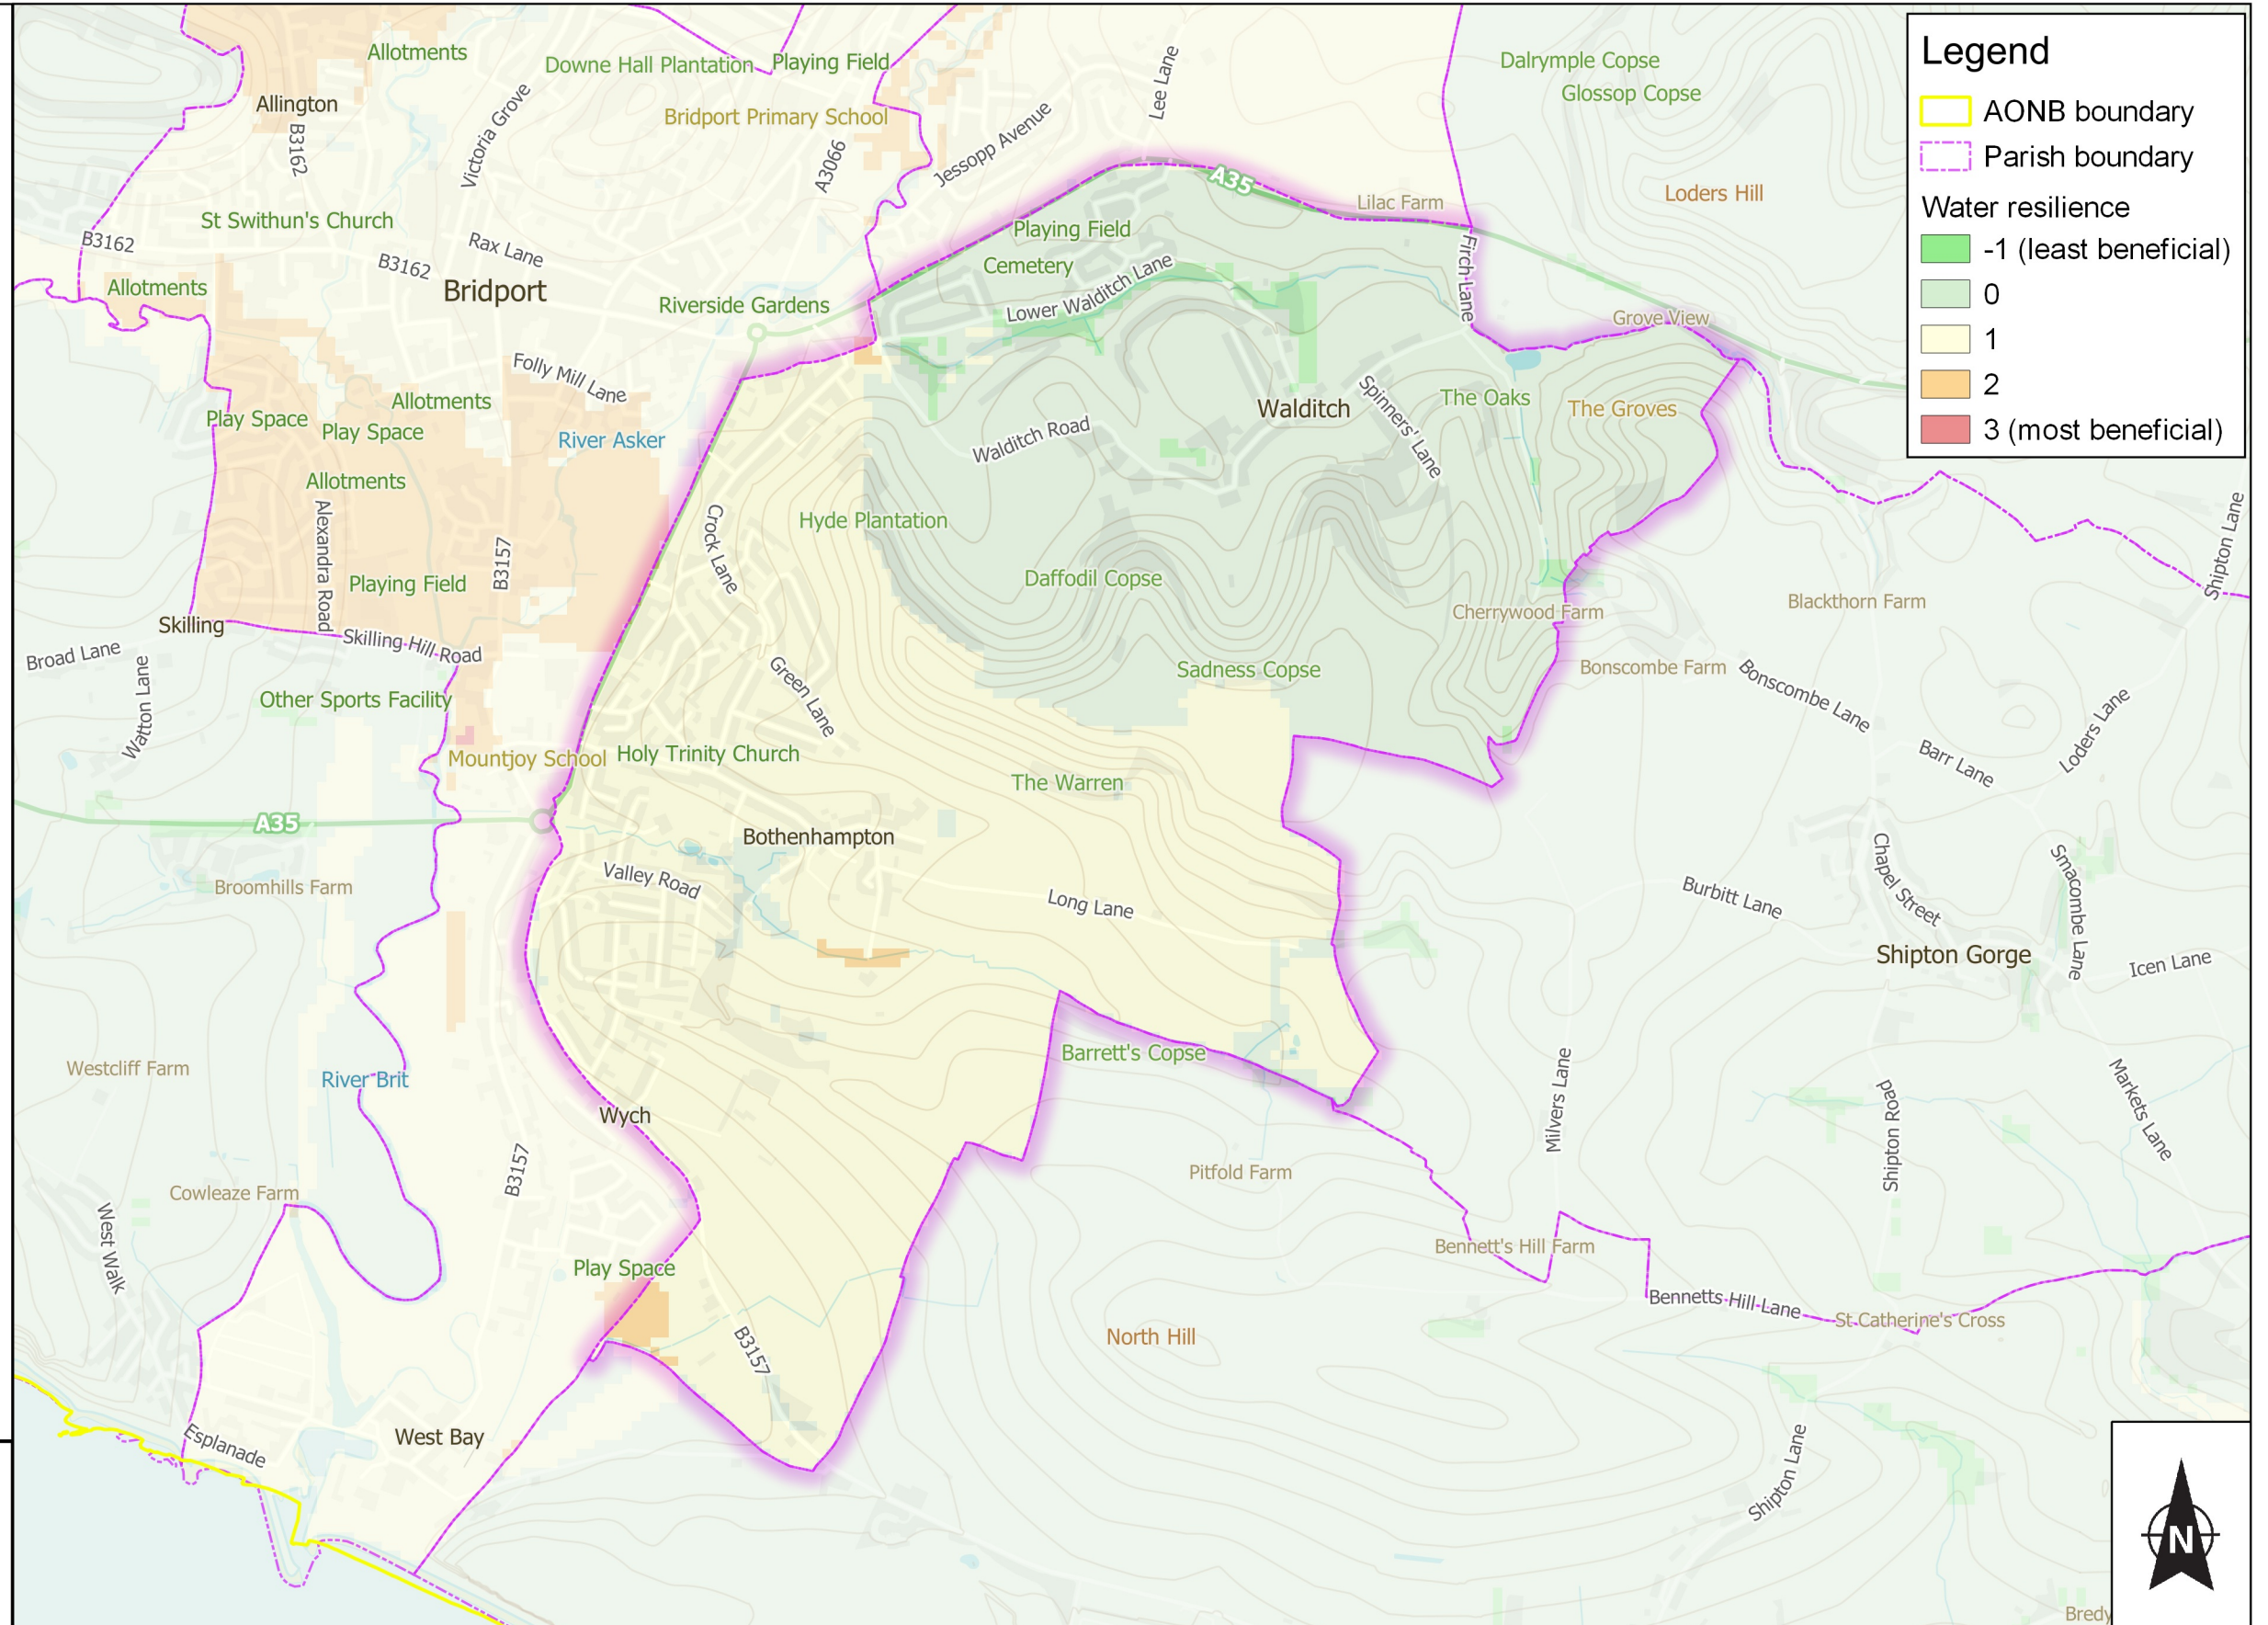 Legend
AONB boundary
Parish boundary
Water resilience
-1 (least beneficial)
0
1
2
3 (most beneficial)
Allotments
Downe Hall Plantation
Playing Field
Lee Lane
Dalrymple Copse
Glossop Copse
Allington
B3162
Victoria Grove
Bridport Primary School
A3066
Jessopp Avenue
A35
Lilac Farm
Loders Hill
St Swithun's Church
B3162
Rax Lane
B3162
Playing Field
Cemetery
Lower Walditch Lane
Firch Lane
Allotments
Bridport
Riverside Gardens
Grove View
Folly Mill Lane
Allotments
Play Space
Play Space
River Asker
Walditch Road
Walditch
Spinners' Lane
The Oaks
The Groves
Allotments
Alexandra Road
B3157
Crock Lane
Hyde Plantation
Shipton Lane
Playing Field
Daffodil Copse
Cherrywood Farm
Blackthorn Farm
Skilling
Skilling Hill Road
Broad Lane
Watton Lane
Green Lane
Sadness Copse
Bonscombe Farm
Bonscombe Lane
Other Sports Facility
Mountjoy School
Holy Trinity Church
The Warren
Barr Lane
Loders Lane
A35
Bothenhampton
Broomhills Farm
Valley Road
Long Lane
Burbitt Lane
Chapel Street
Smacombe Lane
Shipton Gorge
Icen Lane
Westcliff Farm
River Brit
Barrett's Copse
Milvers Lane
Shipton Road
Markets Lane
Wych
B3157
Pitfold Farm
Cowleaze Farm
West Walk
Play Space
Bennett's Hill Farm
Bennetts Hill Lane
St Catherine's Cross
B3157
North Hill
Esplanade
West Bay
Shipton Lane
N
Bredy